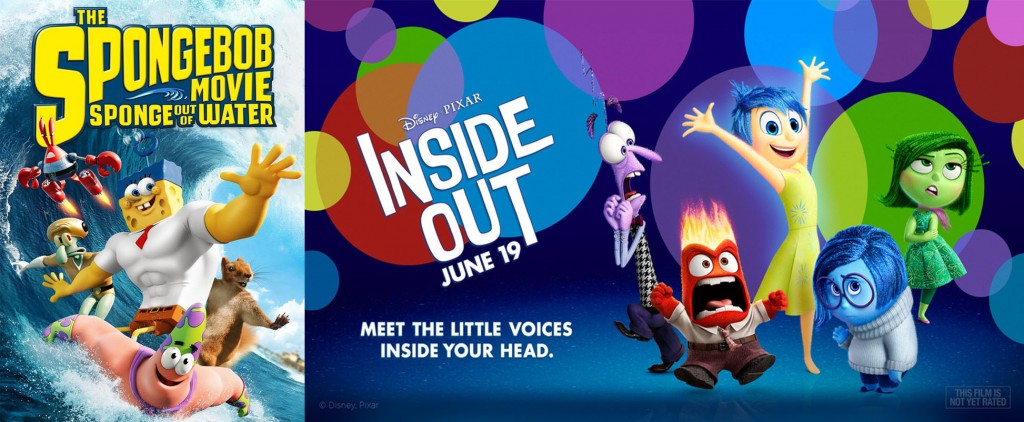 THE
SPONGEBOB
MOVIE
SPONGE OUT OF WATER
DISNEY · PIXAR
INSIDE
OUT
JUNE 19
MEET THE LITTLE VOICES
INSIDE YOUR HEAD.
© Disney, Pixar
THIS FILM IS
NOT YET RATED